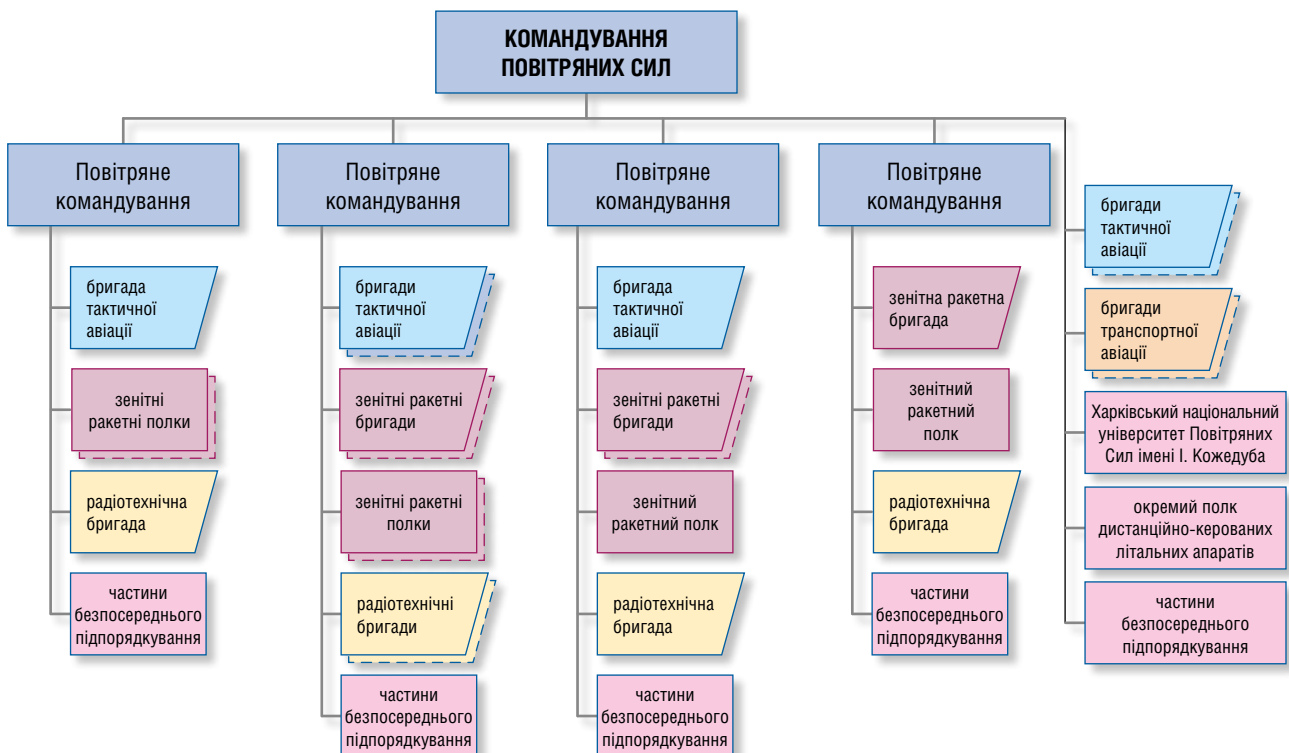 КОМАНДУВАННЯ
ПОВІТРЯНИХ СИЛ
Повітряне
командування
бригада
тактичної
авіації
зенітні
ракетні полки
радіотехнічна
бригада
частини
безпосереднього
підпорядкування
Повітряне
командування
бригади
тактичної
авіації
зенітні ракетні
бригади
зенітні ракетні
полки
радіотехнічні
бригади
частини
безпосереднього
підпорядкування
Повітряне
командування
бригада
тактичної
авіації
зенітні ракетні
бригади
зенітний
ракетний полк
радіотехнічна
бригада
частини
безпосереднього
підпорядкування
Повітряне
командування
зенітна ракетна
бригада
зенітний
ракетний
полк
радіотехнічна
бригада
частини
безпосереднього
підпорядкування
бригади
тактичної
авіації
бригади
транспортної
авіації
Харківський національний
університет Повітряних
Сил імені І. Кожедуба
окремий полк
дистанційно-керованих
літальних апаратів
частини
безпосереднього
підпорядкування